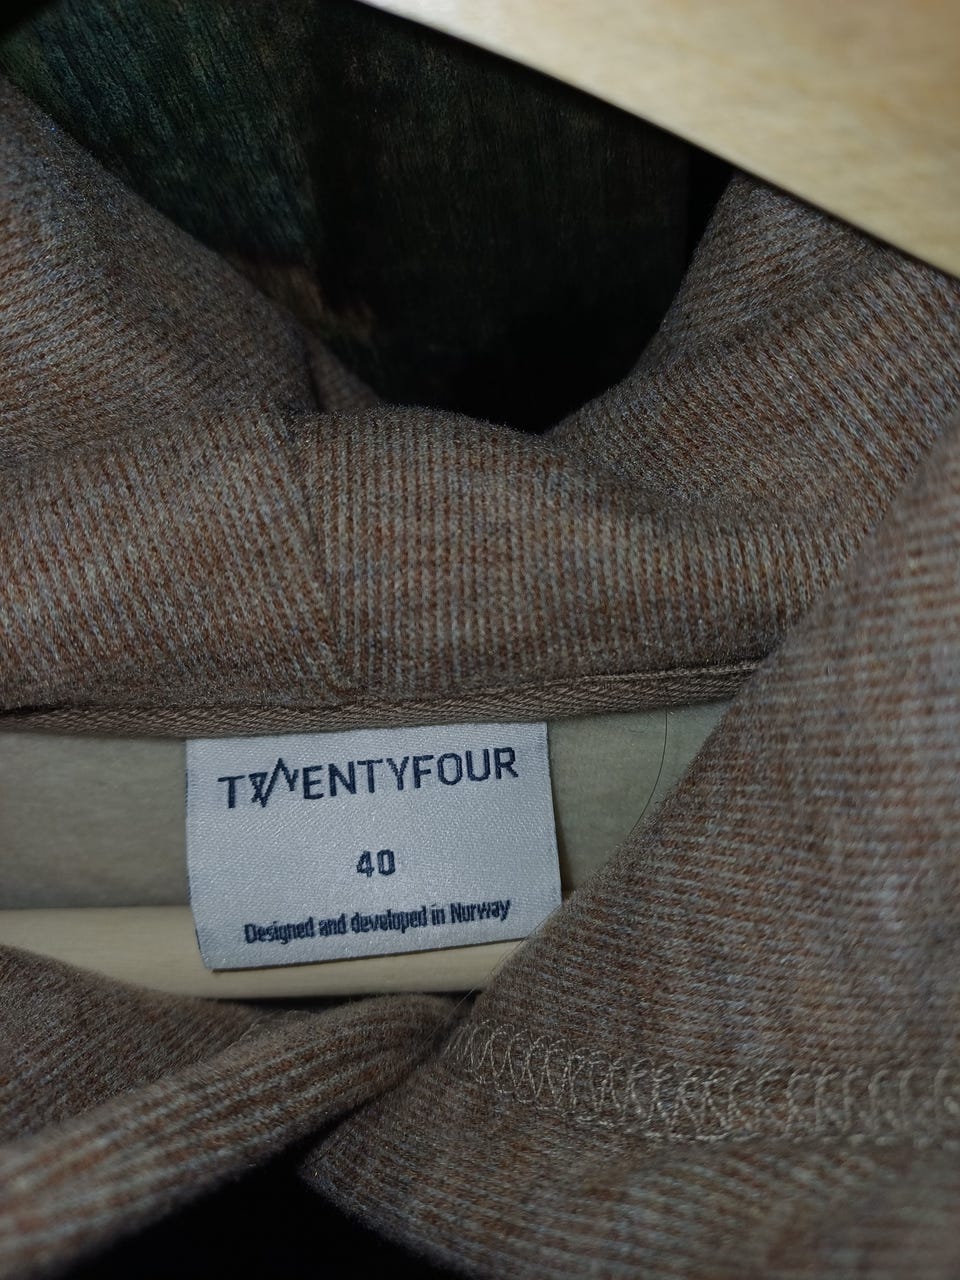 TWENTYFOUR
40
Designed and developed in Norway